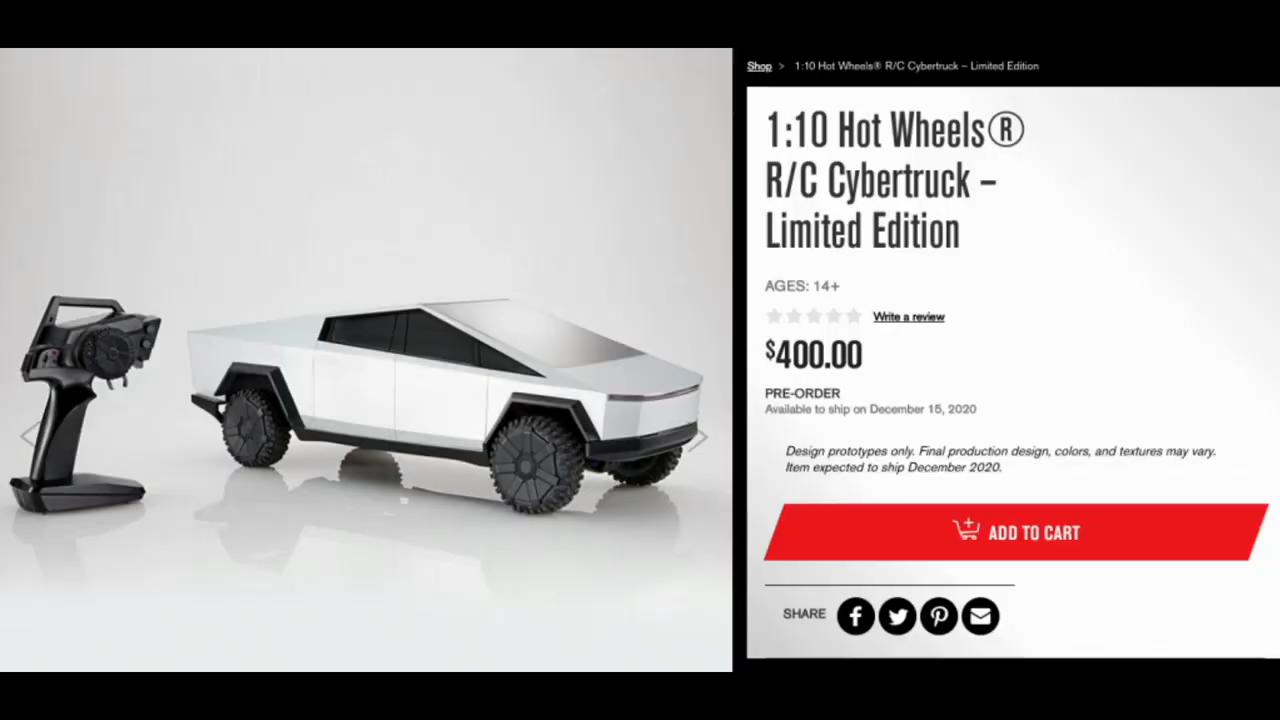 Shop > 1:10 Hot Wheels® R/C Cybertruck – Limited Edition
1:10 Hot Wheels®
R/C Cybertruck –
Limited Edition
AGES: 14+
Write a review
$400.00
PRE-ORDER
Available to ship on December 15, 2020
Design prototypes only. Final production design, colors, and textures may vary.
Item expected to ship December 2020.
ADD TO CART
SHARE